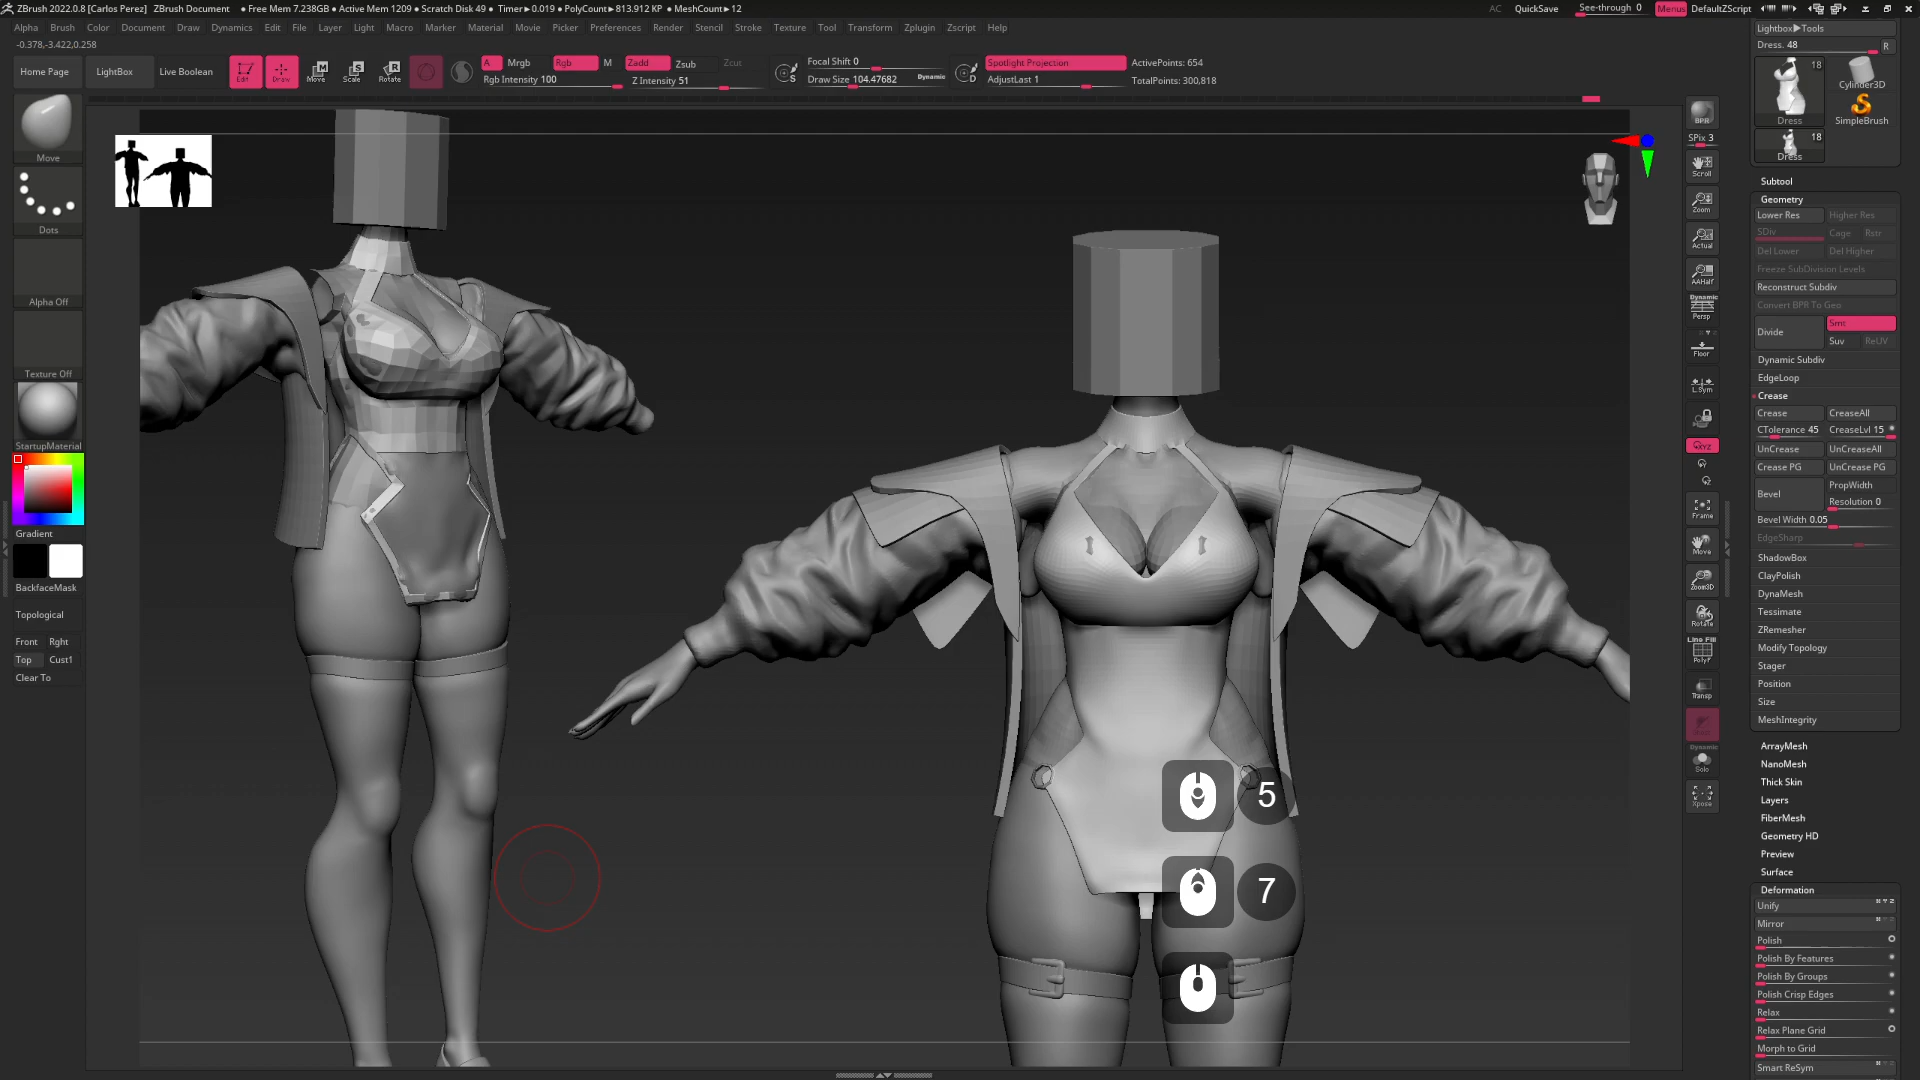 ZBrush 2022.0.8 [Carlos Perez]   ZBrush Document   • Free Mem 7.238GB • Active Mem 1209 • Scratch Disk 49 • Timer▸0.019 • PolyCount▸813.912 KP • MeshCount▸12   AC   QuickSave   See-through 0   Menus   DefaultZScript
Alpha Brush Color Document Draw Dynamics Edit File Layer Light Macro Marker Material Movie Picker Preferences Render Stencil Stroke Texture Tool Transform Zplugin Zscript Help
-0.378,-3.422,0.258
Home Page LightBox Live Boolean Edit Draw Move Scale Rotate
A Mrgb Rgb M Zadd Zsub Zcut
Rgb Intensity 100 Z Intensity 51
Focal Shift 0
Draw Size 104.47682 Dynamic
Spotlight Projection ActivePoints: 654
AdjustLast 1 TotalPoints: 300,818
Move
Dots
Alpha Off
Texture Off
StartupMaterial
Gradient
BackfaceMask
Topological
Front Rght
Top Cust1
Clear To
5
7
BPR
SPix 3
Scroll
Zoom
Actual
AAHalf
Dynamic
Persp
Floor
L.Sym
Frame
Move
Zoom3D
Rotate
Line Fill
PolyF
Transp
Dynamic
Solo
Xpose
Lightbox▸Tools
Dress. 48 R
18
Dress
Cylinder3D
SimpleBrush
18
Dress
Subtool
Geometry
Lower Res Higher Res
SDiv Cage Rstr
Del Lower Del Higher
Freeze SubDivision Levels
Reconstruct Subdiv
Convert BPR To Geo
Divide Smt
Suv ReUV
Dynamic Subdiv
EdgeLoop
Crease
Crease CreaseAll
CTolerance 45 CreaseLvl 15
UnCrease UnCreaseAll
Crease PG UnCrease PG
Bevel PropWidth
Resolution 0
Bevel Width 0.05
EdgeSharp
ShadowBox
ClayPolish
DynaMesh
Tessimate
ZRemesher
Modify Topology
Stager
Position
Size
MeshIntegrity
ArrayMesh
NanoMesh
Thick Skin
Layers
FiberMesh
Geometry HD
Preview
Surface
Deformation
Unify
Mirror
Polish
Polish By Features
Polish By Groups
Polish Crisp Edges
Relax
Relax Plane Grid
Morph to Grid
Smart ReSym